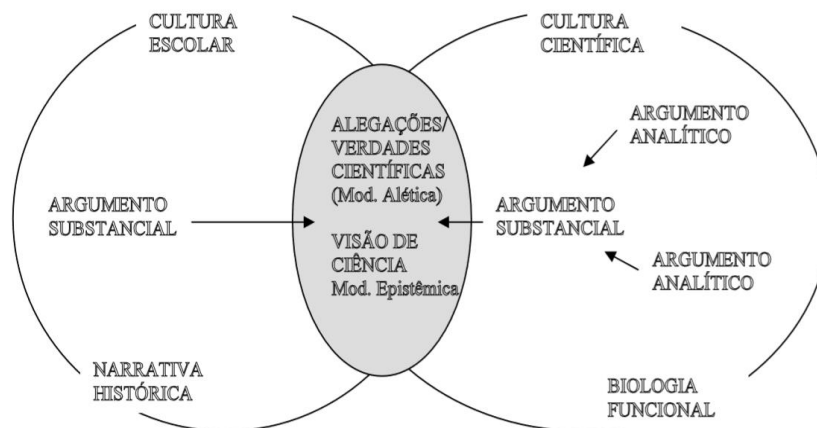 CULTURA
ESCOLAR
CULTURA
CIENTÍFICA
ALEGAÇÕES/
VERDADES
CIENTÍFICAS
(Mod. Alética)
VISÃO DE
CIÊNCIA
Mod. Epistêmica
ARGUMENTO
SUBSTANCIAL
ARGUMENTO
ANALÍTICO
ARGUMENTO
SUBSTANCIAL
ARGUMENTO
ANALÍTICO
NARRATIVA
HISTÓRICA
BIOLOGIA
FUNCIONAL